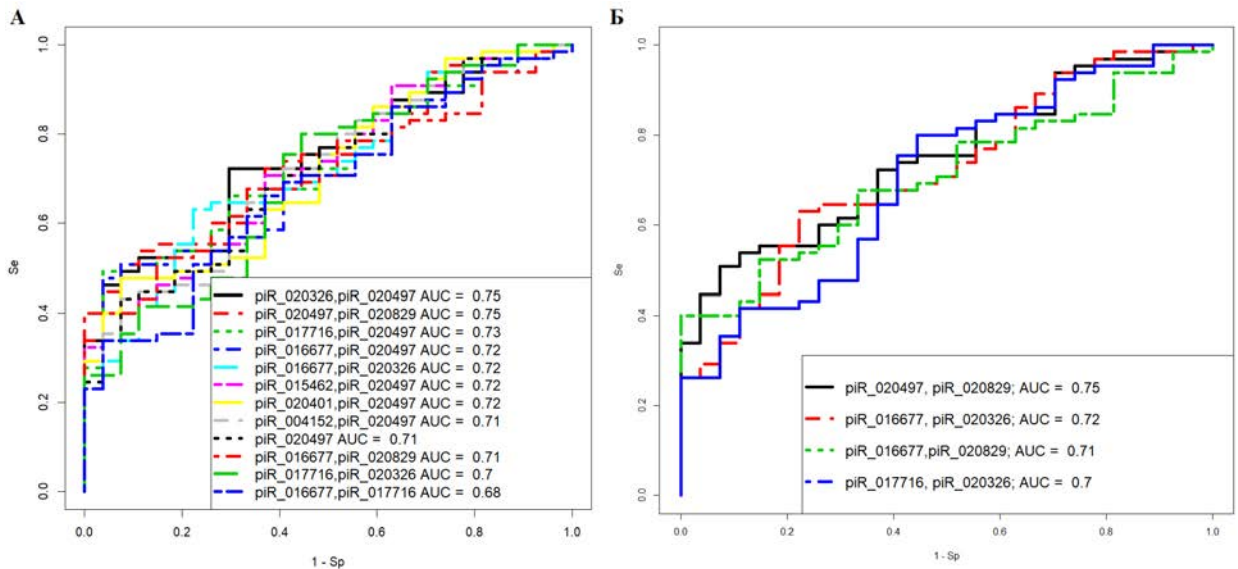 А
Se
0.0
0.2
0.4
0.6
0.8
1.0
piR_020326,piR_020497 AUC = 0.75
piR_020497,piR_020829 AUC = 0.75
piR_017716,piR_020497 AUC = 0.73
piR_016677,piR_020497 AUC = 0.72
piR_016677,piR_020326 AUC = 0.72
piR_015462,piR_020497 AUC = 0.72
piR_020401,piR_020497 AUC = 0.72
piR_004152,piR_020497 AUC = 0.71
piR_020497 AUC = 0.71
piR_016677,piR_020829 AUC = 0.71
piR_017716,piR_020326 AUC = 0.7
piR_016677,piR_017716 AUC = 0.68
0.0 0.2 0.4 0.6 0.8 1.0
1 - Sp
Б
Se
0.0
0.2
0.4
0.6
0.8
1.0
piR_020497, piR_020829; AUC = 0.75
piR_016677, piR_020326; AUC = 0.72
piR_016677,piR_020829; AUC = 0.71
piR_017716, piR_020326; AUC = 0.7
0.0 0.2 0.4 0.6 0.8 1.0
1 - Sp